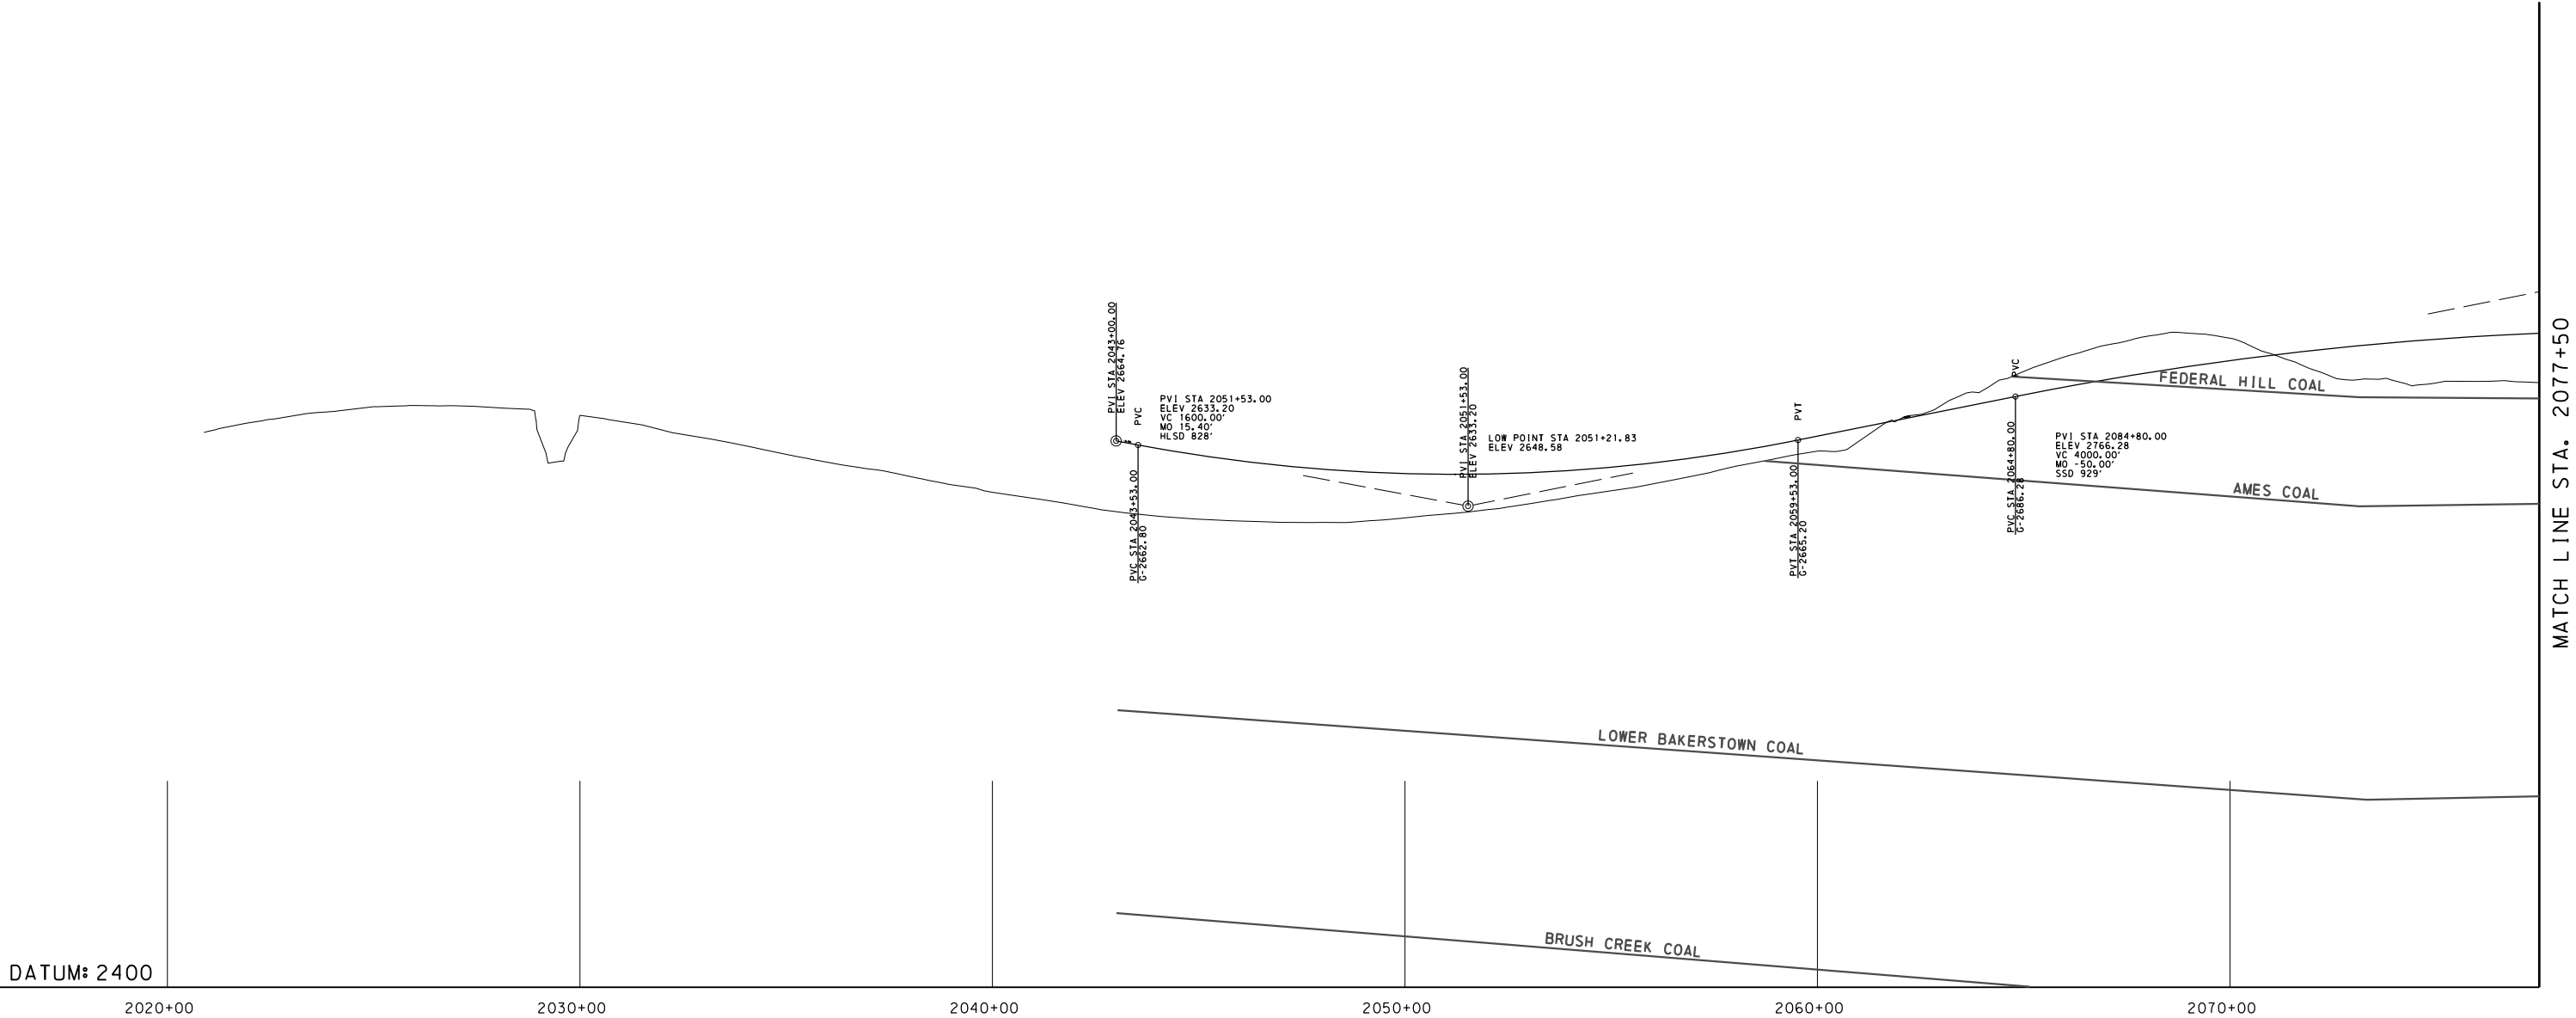 PVI STA 2043+00.00
ELEV 2664.76
PVC
PVI STA 2051+53.00
ELEV 2633.20
VC 1600.00'
MO 15.40'
HLSD 828'
PVC STA 2043+53.00
G-2662.80
PVI STA 2051+53.00
ELEV 2633.20
LOW POINT STA 2051+21.83
ELEV 2648.58
PVT
PVT STA 2059+53.00
G-2665.20
PVC
PVC STA 2064+80.00
G-2686.28
PVI STA 2084+80.00
ELEV 2766.28
VC 4000.00'
MO -50.00'
SSD 929'
FEDERAL HILL COAL
AMES COAL
LOWER BAKERSTOWN COAL
BRUSH CREEK COAL
MATCH LINE STA. 2077+50
DATUM: 2400
2020+00 2030+00 2040+00 2050+00 2060+00 2070+00